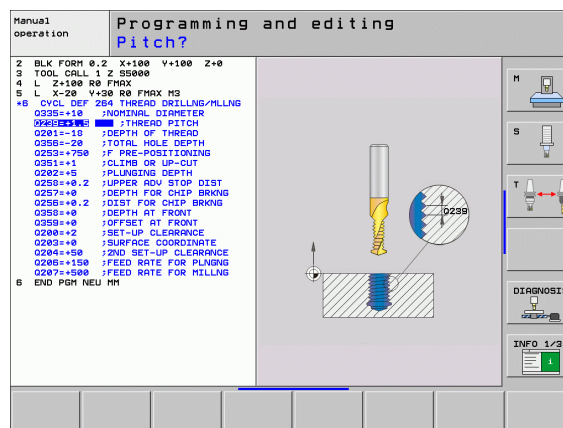 Manual operation
Programming and editing
Pitch?
2 BLK FORM 0.2 X+100 Y+100 Z+0
3 TOOL CALL 1 Z S5000
4 L Z+100 R0 FMAX
5 L X-20 Y+30 R0 FMAX M3
*6 CYCL DEF 264 THREAD DRILLNG/MLLNG
Q335=+10 ;NOMINAL DIAMETER
Q239=+1.5 ;THREAD PITCH
Q201=-18 ;DEPTH OF THREAD
Q356=-20 ;TOTAL HOLE DEPTH
Q253=+750 ;F PRE-POSITIONING
Q351=+1 ;CLIMB OR UP-CUT
Q202=+5 ;PLUNGING DEPTH
Q258=+0.2 ;UPPER ADV STOP DIST
Q257=+0 ;DEPTH FOR CHIP BRKNG
Q256=+0.2 ;DIST FOR CHIP BRKNG
Q358=+0 ;DEPTH AT FRONT
Q359=+0 ;OFFSET AT FRONT
Q200=+2 ;SET-UP CLEARANCE
Q203=+0 ;SURFACE COORDINATE
Q204=+50 ;2ND SET-UP CLEARANCE
Q206=+150 ;FEED RATE FOR PLNGNG
Q207=+500 ;FEED RATE FOR MILLNG
6 END PGM NEU MM
Q239
M
S
T
DIAGNOSI
INFO 1/3
i